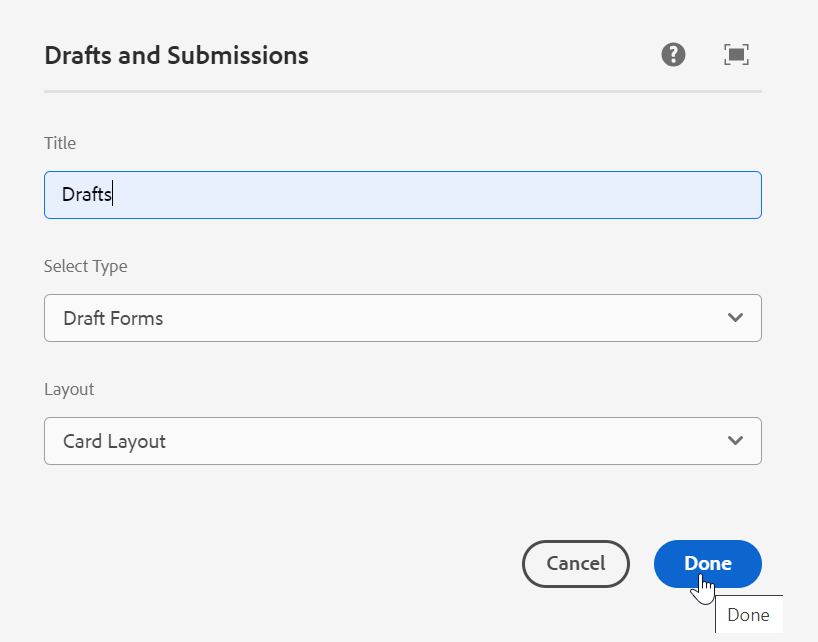 Drafts and Submissions
Title
Drafts
Select Type
Draft Forms
Layout
Card Layout
Cancel
Done
Done